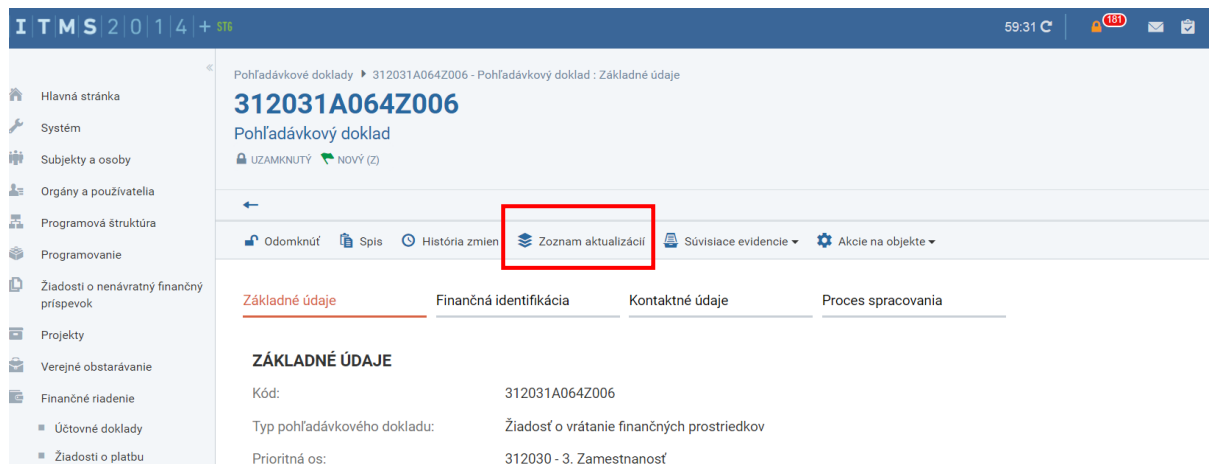 ITMS2014+ STG
59:31
181
Pohľadávkové doklady 312031A064Z006 - Pohľadávkový doklad : Základné údaje
312031A064Z006
Pohľadávkový doklad
UZAMKNUTÝ NOVÝ (Z)
Hlavná stránka
Systém
Subjekty a osoby
Orgány a používatelia
Programová štruktúra
Programovanie
Žiadosti o nenávratný finančný
príspevok
Projekty
Verejné obstarávanie
Finančné riadenie
Účtovné doklady
Žiadosti o platbu
Odomknúť Spis História zmien Zoznam aktualizácií Súvisiace evidencie Akcie na objekte
Základné údaje Finančná identifikácia Kontaktné údaje Proces spracovania
ZÁKLADNÉ ÚDAJE
Kód: 312031A064Z006
Typ pohľadávkového dokladu: Žiadosť o vrátanie finančných prostriedkov
Prioritná os: 312030 - 3. Zamestnanosť